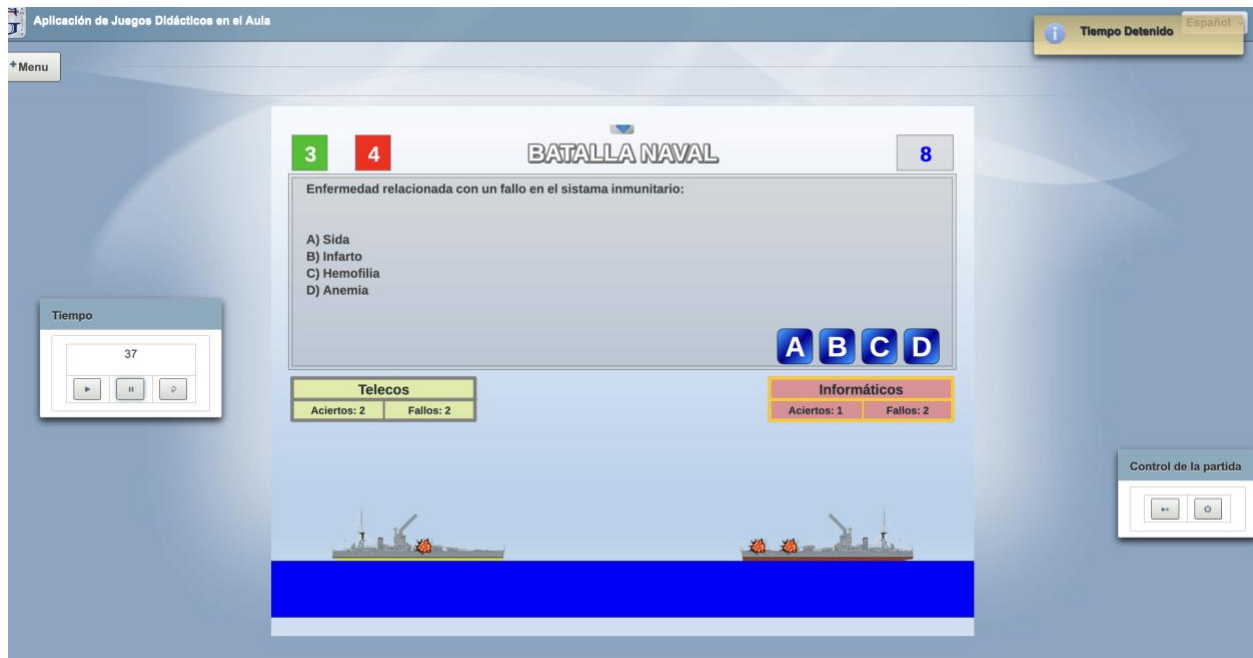 Aplicación de Juegos Didácticos en el Aula
Español
Tiempo Detenido
+Menu
3 4 BATALLA NAVAL 8
Enfermedad relacionada con un fallo en el sistama inmunitario:
A) Sida
B) Infarto
C) Hemofilia
D) Anemia
A B C D
Tiempo
37
Telecos
Aciertos: 2 Fallos: 2
Informáticos
Aciertos: 1 Fallos: 2
Control de la partida